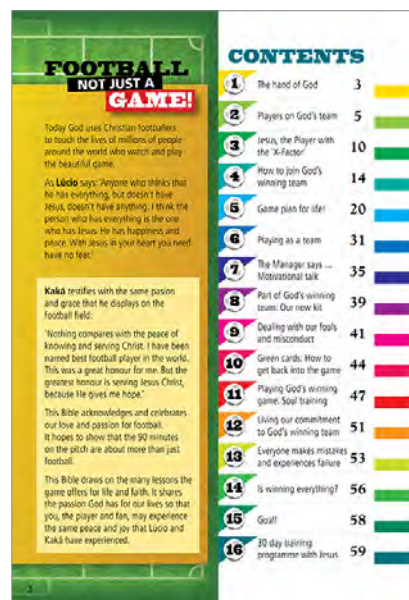 FOOTBALL
NOT JUST A
GAME!
Today God uses Christian footballers
to touch the lives of millions of people
around the world who watch and play
the beautiful game.
As Lúcio says: 'Anyone who thinks that
he has everything, but doesn't have
Jesus, doesn't have anything. I think the
person who has everything is the one
who has Jesus. He has happiness and
peace. With Jesus in your heart you need
have no fear.'
Kaká testifies with the same pasion
and grace that he displays on the
football field:
'Nothing compares with the peace of
knowing and serving Christ. I have been
named best football player in the world.
This was a great honour for me. But the
greatest honour is serving Jesus Christ,
because He gives me hope.'
This Bible acknowledges and celebrates
our love and passion for football.
It hopes to show that the 90 minutes
on the pitch are about more than just
football.
This Bible draws on the many lessons the
game offers for life and faith. It shares
the passion God has for our lives so that
you, the player and fan, may experience
the same peace and joy that Lúcio and
Kaká have experienced.
2
CONTENTS
1 The hand of God 3
2 Players on God's team 5
3 Jesus, the Player with
the 'X-Factor' 10
4 How to join God's
winning team 14
5 Game plan for life! 20
6 Playing as a team 31
7 The Manager says ...
Motivational talk 35
8 Part of God's winning
team: Our new kit 39
9 Dealing with our fouls
and misconduct 41
10 Green cards: How to
get back into the game 44
11 Playing God's winning
game: Soul training 47
12 Living our commitment
to God's winning team 51
13 Everyone makes mistakes
and experiences failure 53
14 Is winning everything? 56
15 Goal! 58
16 30 day training
programme with Jesus 59